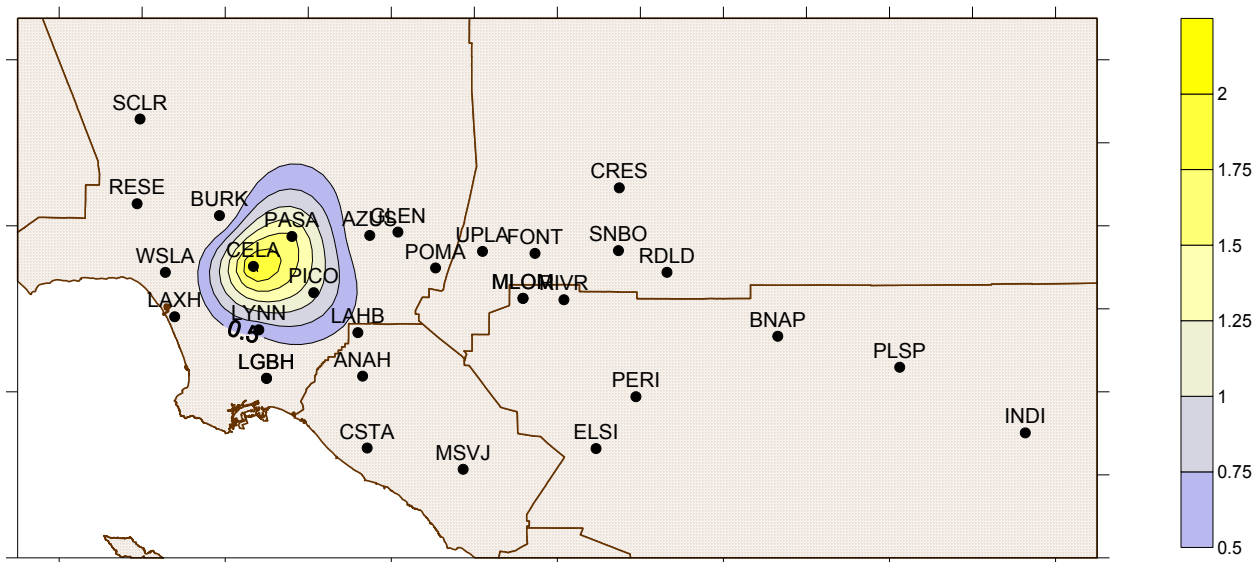 SCLR
2
1.75
CRES
RESE
BURK
PASA
AZUS
GLEN
1.5
UPLA
FONT
SNBO
CELA
POMA
WSLA
RDLD
PICO
MLOM
RIVR
LAXH
LYNN
LAHB
0.5
BNAP
1.25
LGBH
ANAH
PLSP
PERI
1
INDI
CSTA
ELSI
MSVJ
0.75
0.5